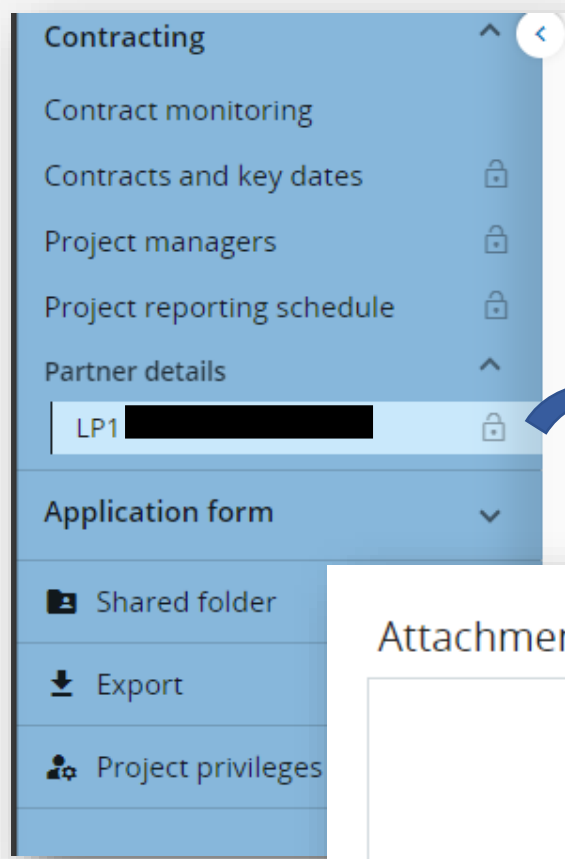 Contracting
Contract monitoring
Contracts and key dates
Project managers
Project reporting schedule
Partner details
LP1
Application form
Shared folder
Export
Project privileges